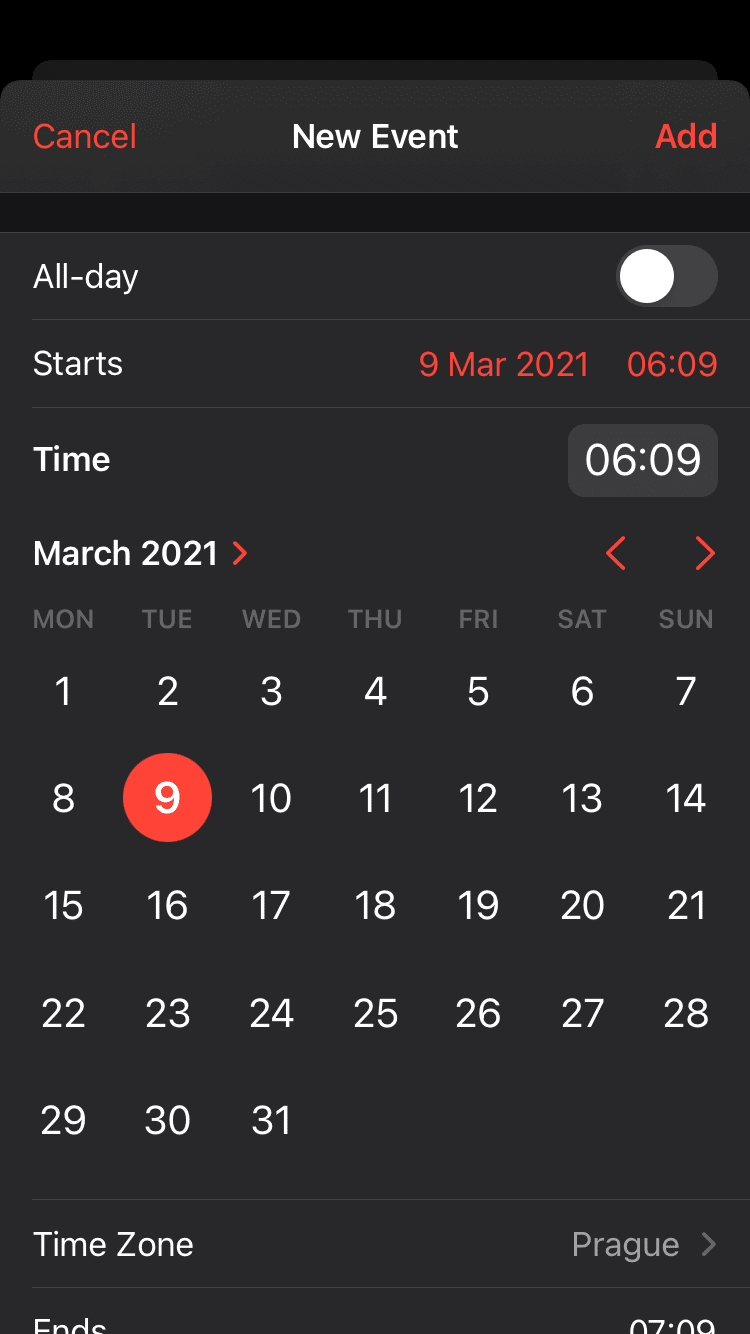 Cancel New Event Add
All-day
Starts 9 Mar 2021 06:09
Time 06:09
March 2021
MON TUE WED THU FRI SAT SUN
1 2 3 4 5 6 7
8 9 10 11 12 13 14
15 16 17 18 19 20 21
22 23 24 25 26 27 28
29 30 31
Time Zone Prague
Ends 07:09